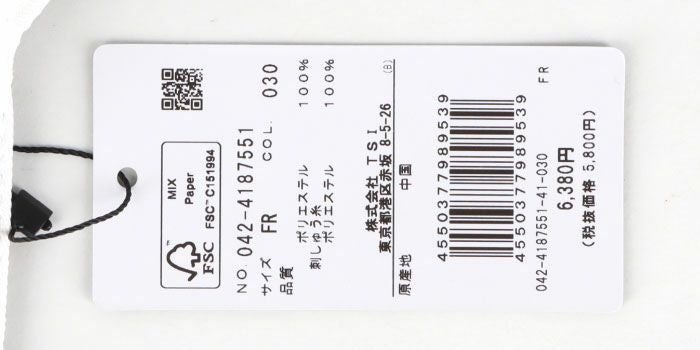 MIX
Paper
FSC™ C151994
FSC
NO. 042-4187551
サイズ FR COL. 030
品質 ポリエステル 100%
刺しゅう糸
ポリエステル 100%
株式会社 TSI
東京都港区赤坂 8-5-26 (B)
原産地 中国
4550377989539
4550377989539
042-4187551-41-030
FR
6,380円
(税抜価格 5,800円)